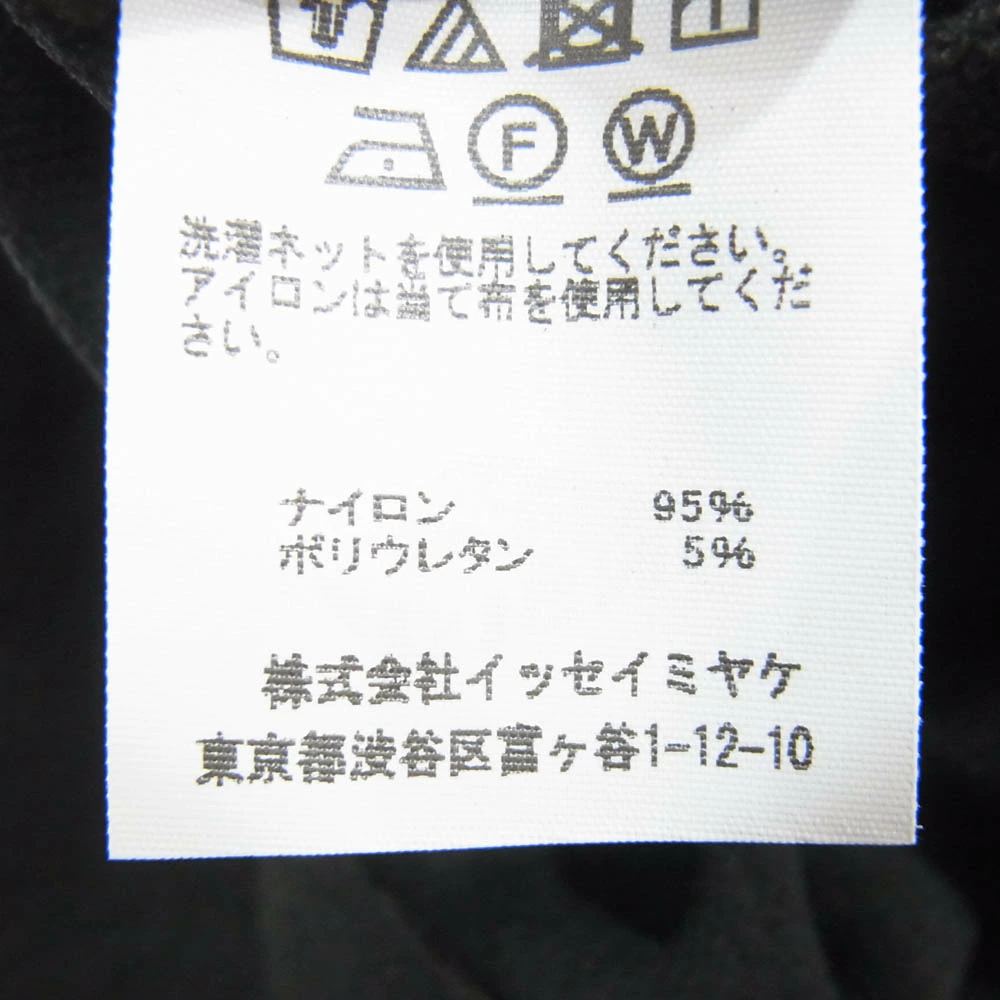 F W
洗濯ネットを使用してください。
アイロンは当て布を使用してくだ
さい。
ナイロン 95%
ポリウレタン 5%
株式会社イッセイミヤケ
東京都渋谷区富ヶ谷1-12-10